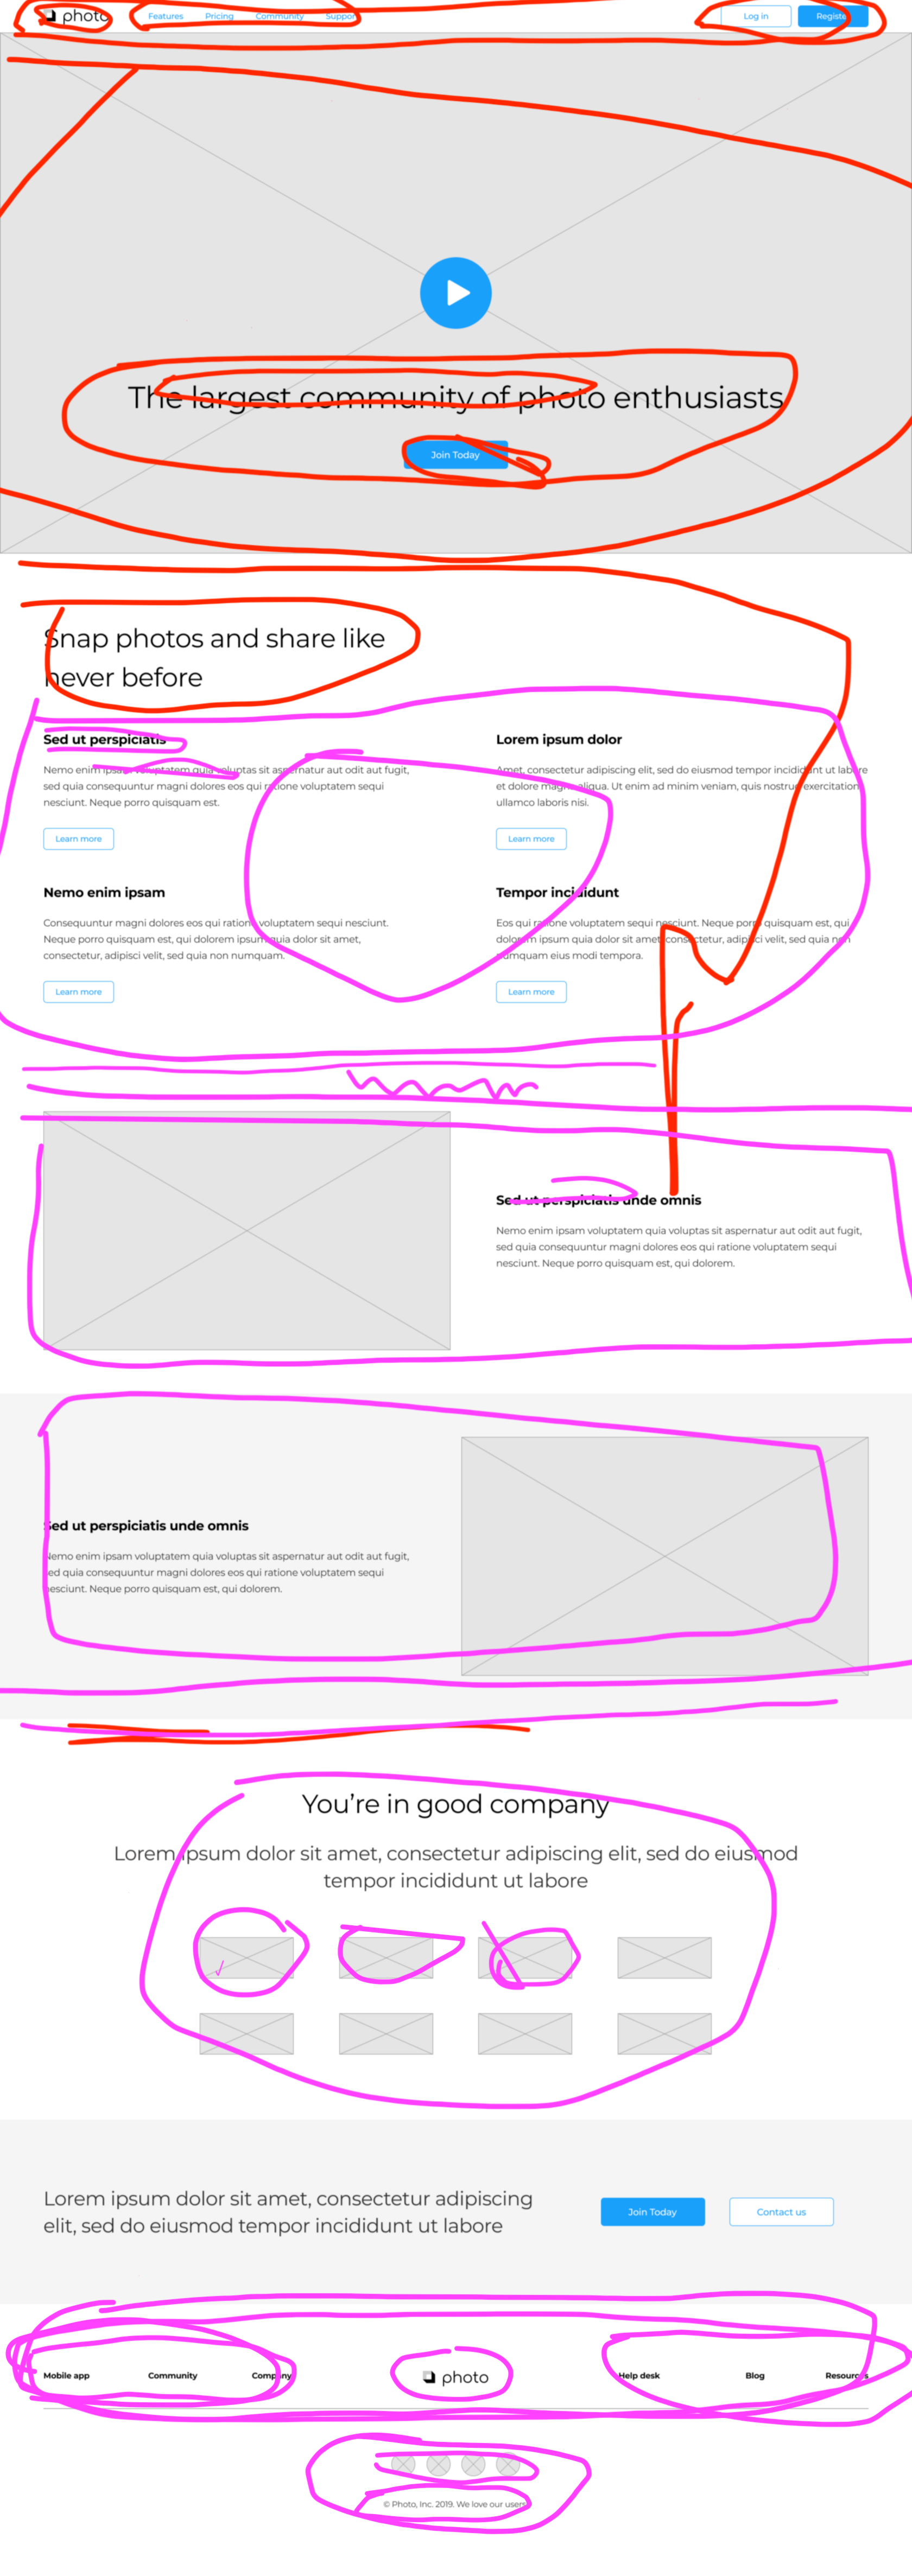 photo Features Pricing Community Support Log in Register
The largest community of photo enthusiasts
Join Today
Snap photos and share like
never before
Sed ut perspiciatis
Nemo enim ipsam voluptatem quia voluptas sit aspernatur aut odit aut fugit,
sed quia consequuntur magni dolores eos qui ratione voluptatem sequi
nesciunt. Neque porro quisquam est.
Learn more
Lorem ipsum dolor
Amet, consectetur adipiscing elit, sed do eiusmod tempor incididunt ut labore
et dolore magna aliqua. Ut enim ad minim veniam, quis nostrud exercitation
ullamco laboris nisi.
Learn more
Nemo enim ipsam
Consequuntur magni dolores eos qui ratione voluptatem sequi nesciunt.
Neque porro quisquam est, qui dolorem ipsum quia dolor sit amet,
consectetur, adipisci velit, sed quia non numquam.
Learn more
Tempor incididunt
Eos qui ratione voluptatem sequi nesciunt. Neque porro quisquam est, qui
dolorem ipsum quia dolor sit amet, consectetur, adipisci velit, sed quia non
numquam eius modi tempora.
Learn more
Sed ut perspiciatis unde omnis
Nemo enim ipsam voluptatem quia voluptas sit aspernatur aut odit aut fugit,
sed quia consequuntur magni dolores eos qui ratione voluptatem sequi
nesciunt. Neque porro quisquam est, qui dolorem.
Sed ut perspiciatis unde omnis
Nemo enim ipsam voluptatem quia voluptas sit aspernatur aut odit aut fugit,
sed quia consequuntur magni dolores eos qui ratione voluptatem sequi
nesciunt. Neque porro quisquam est, qui dolorem.
You’re in good company
Lorem ipsum dolor sit amet, consectetur adipiscing elit, sed do eiusmod
tempor incididunt ut labore
Lorem ipsum dolor sit amet, consectetur adipiscing
elit, sed do eiusmod tempor incididunt ut labore
Join Today Contact us
Mobile app Community Company photo Help desk Blog Resources
© Photo, Inc. 2019. We love our users!